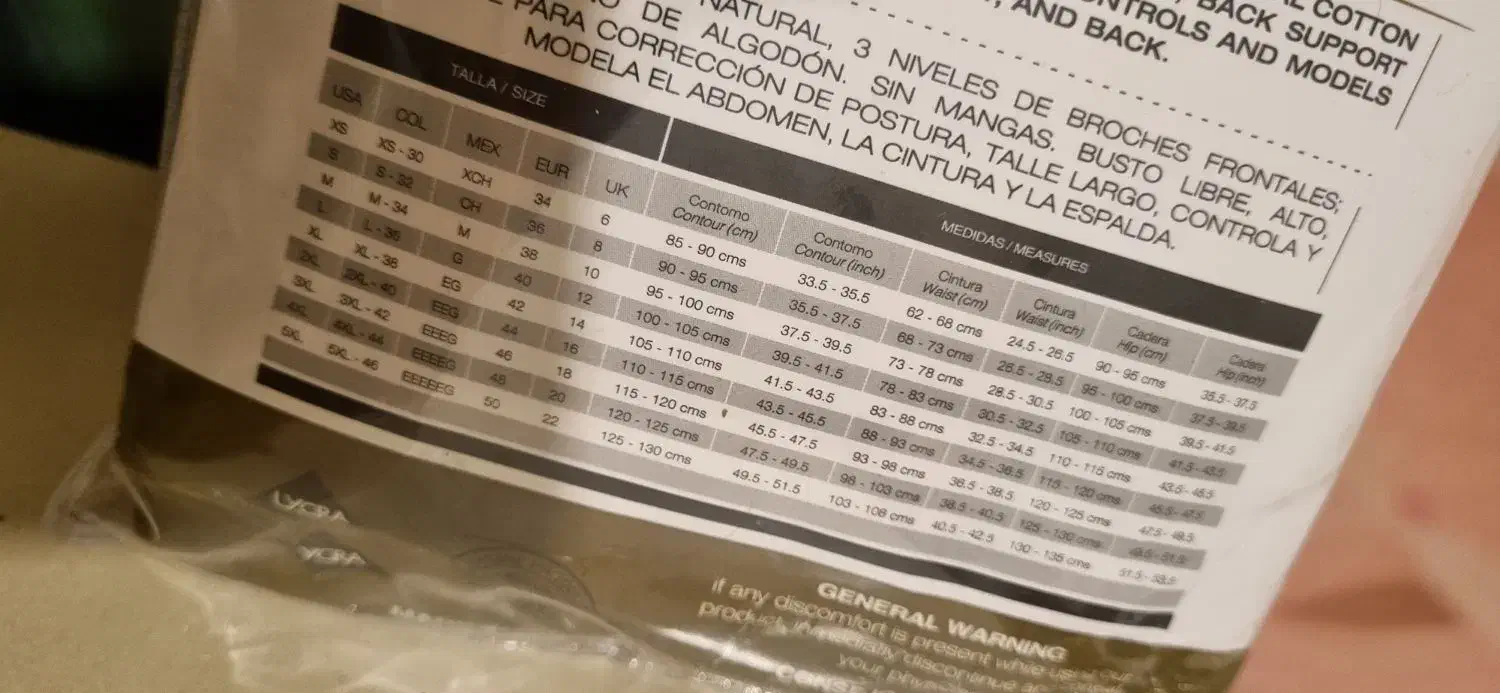 AL COTTON
, BACK SUPPORT
ONTROLS AND MODELS
, AND BACK.
NATURAL, 3 NIVELES DE BROCHES FRONTALES;
DE ALGODÓN. SIN MANGAS, BUSTO LIBRE, ALTO,
PARA CORRECCIÓN DE POSTURA, TALLE LARGO, CONTROLA Y
MODELA EL ABDOMEN, LA CINTURA Y LA ESPALDA.
TALLA / SIZE MEDIDAS / MEASURES
USA COL MEX EUR UK Contorno Contour (cm) Contorno Contour (inch) Cintura Waist (cm) Cintura Waist (inch) Cadera Hip (cm) Cadera Hip (inch)
XS XS - 30 XCH 34 6 85 - 90 cms 33.5 - 35.5 62 - 68 cms 24.5 - 26.5 90 - 95 cms 35.5 - 37.5
S S - 32 CH 36 8 90 - 95 cms 35.5 - 37.5 68 - 73 cms 26.5 - 28.5 95 - 100 cms 37.5 - 39.5
M M - 34 M 38 10 95 - 100 cms 37.5 - 39.5 73 - 78 cms 28.5 - 30.5 100 - 105 cms 39.5 - 41.5
L L - 36 G 40 12 100 - 105 cms 39.5 - 41.5 78 - 83 cms 30.5 - 32.5 105 - 110 cms 41.5 - 43.5
XL XL - 38 EG 42 14 105 - 110 cms 41.5 - 43.5 83 - 88 cms 32.5 - 34.5 110 - 115 cms 43.5 - 45.5
2XL 2XL - 40 EEG 44 16 110 - 115 cms 43.5 - 45.5 88 - 93 cms 34.5 - 36.5 115 - 120 cms 45.5 - 47.5
3XL 3XL - 42 EEEG 46 18 115 - 120 cms 45.5 - 47.5 93 - 98 cms 36.5 - 38.5 120 - 125 cms 47.5 - 49.5
4XL 4XL - 44 EEEEG 48 20 120 - 125 cms 47.5 - 49.5 98 - 103 cms 38.5 - 40.5 125 - 130 cms 49.5 - 51.5
5XL 5XL - 46 EEEEEG 50 22 125 - 130 cms 49.5 - 51.5 103 - 108 cms 40.5 - 42.5 130 - 135 cms 51.5 - 53.5
LYCRA
LYCRA
GENERAL WARNING
If any discomfort is present while
product, immediatly discontinue
your